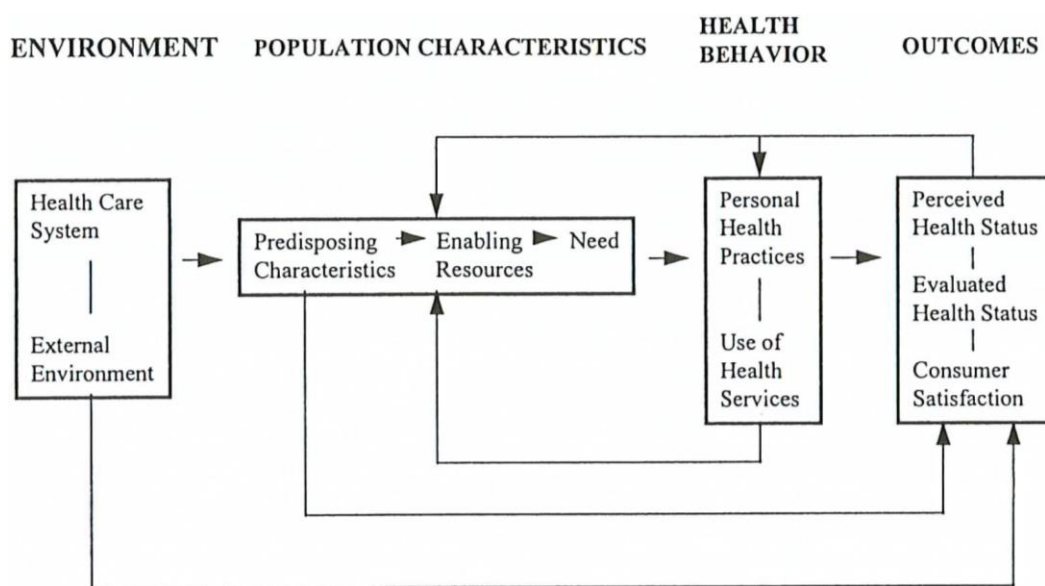 ENVIRONMENT
POPULATION CHARACTERISTICS
HEALTH
BEHAVIOR
OUTCOMES
Health Care
System
External
Environment
Predisposing
Characteristics
Enabling
Resources
Need
Personal
Health
Practices
Use of
Health
Services
Perceived
Health Status
Evaluated
Health Status
Consumer
Satisfaction